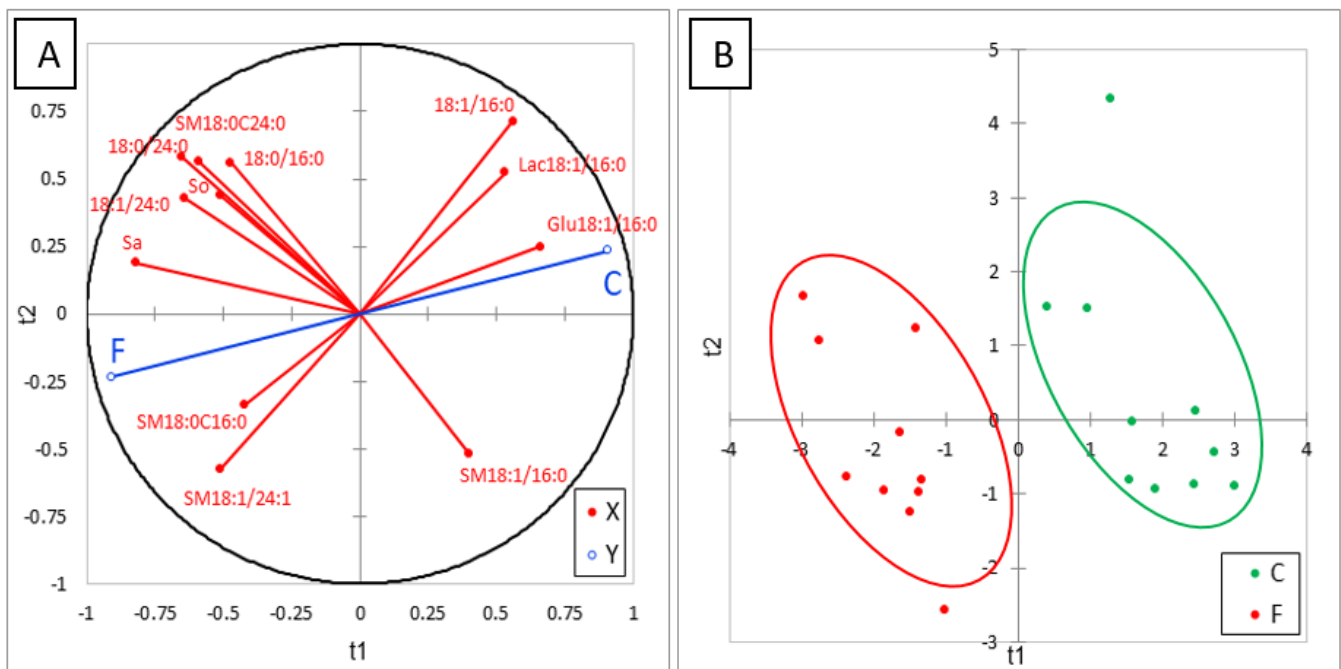 A
0.75
0.5
0.25
0
-0.25
-0.5
-0.75
-1
t2
-1
-0.75
-0.5
-0.25
0
0.25
0.5
0.75
1
t1
SM18:0C24:0
18:0/24:0
18:0/16:0
So
18:1/24:0
Sa
18:1/16:0
Lac18:1/16:0
Glu18:1/16:0
C
F
SM18:0C16:0
SM18:1/24:1
SM18:1/16:0
X
Y
B
5
4
3
2
1
0
-1
-2
-3
t2
-4
-3
-2
-1
0
1
2
3
4
t1
C
F